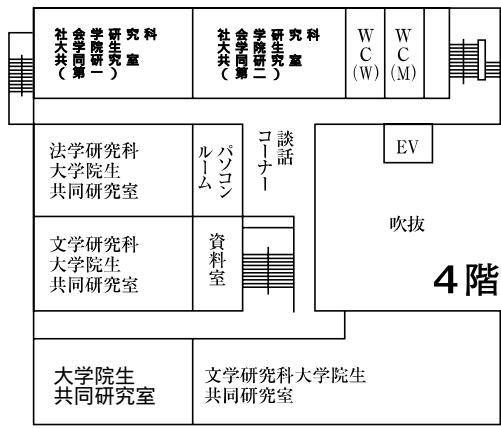 社会学研究科
大学院生
共同研究室
(第一)
社会学研究科
大学院生
共同研究室
(第二)
WC(W)
WC(M)
法学研究科
大学院生
共同研究室
パソコン
ルーム
談話
コーナー
EV
吹抜
文学研究科
大学院生
共同研究室
資料室
4階
大学院生
共同研究室
文学研究科大学院生
共同研究室